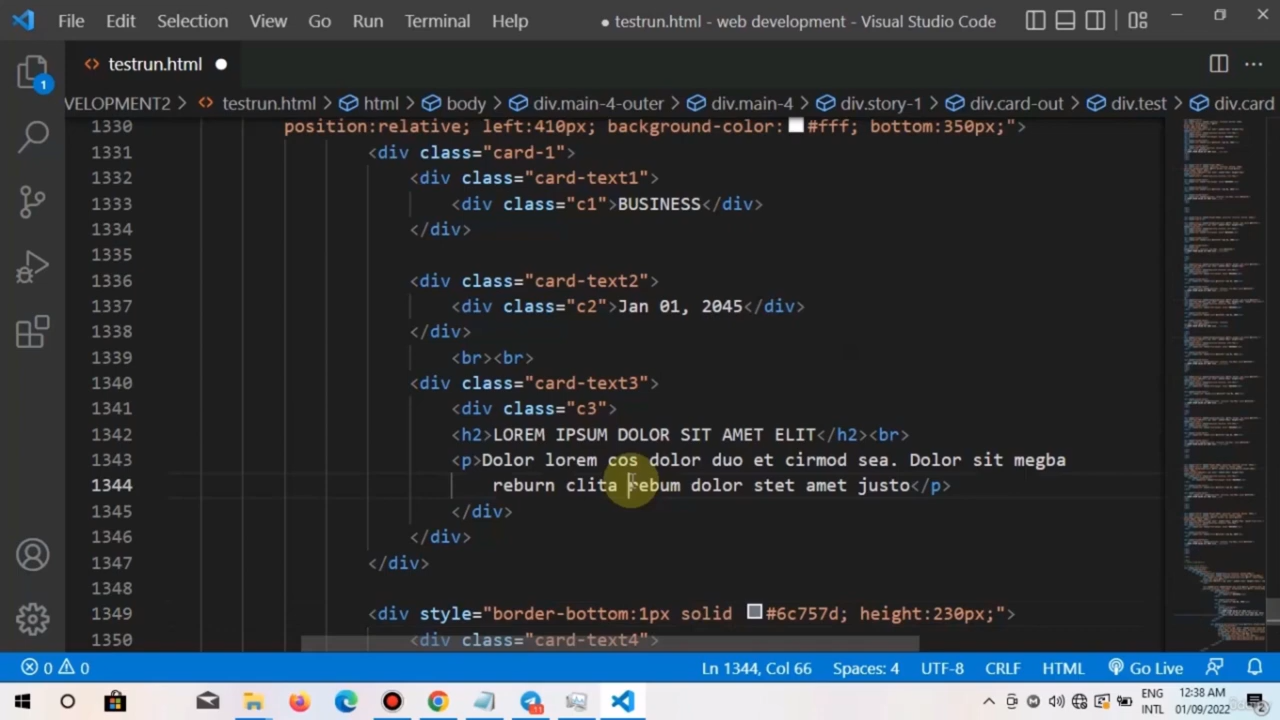 File Edit Selection View Go Run Terminal Help ● testrun.html - web development - Visual Studio Code
testrun.html
1
VELOPMENT2 > testrun.html > html > body > div.main-4-outer > div.main-4 > div.story-1 > div.card-out > div.test > div.card
1330 position:relative; left:410px; background-color: #fff; bottom:350px;">
1331 <div class="card-1">
1332 <div class="card-text1">
1333 <div class="c1">BUSINESS</div>
1334 </div>
1335
1336 <div class="card-text2">
1337 <div class="c2">Jan 01, 2045</div>
1338 </div>
1339 <br><br>
1340 <div class="card-text3">
1341 <div class="c3">
1342 <h2>LOREM IPSUM DOLOR SIT AMET ELIT</h2><br>
1343 <p>Dolor lorem cos dolor duo et cirmod sea. Dolor sit megba
1344 reburn clita rebum dolor stet amet justo</p>
1345 </div>
1346 </div>
1347 </div>
1348
1349 <div style="border-bottom:1px solid #6c757d; height:230px;">
1350 <div class="card-text4">
0 0 Ln 1344, Col 66 Spaces: 4 UTF-8 CRLF HTML Go Live
ENG 12:38 AM
INTL 01/09/2022